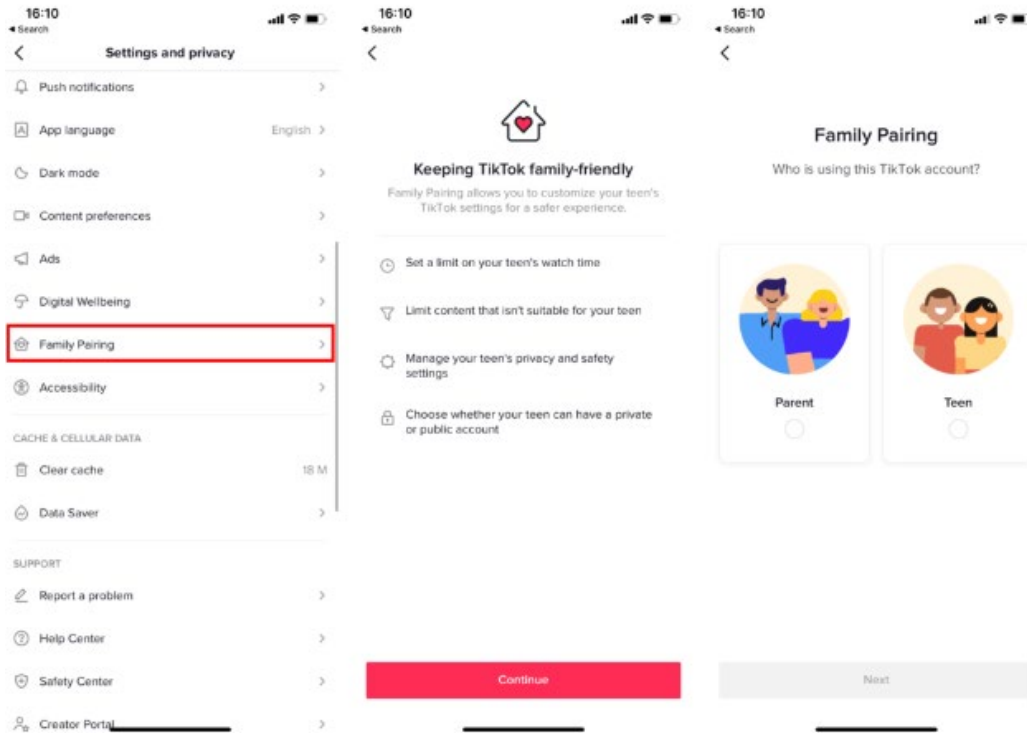 16:10
Search
Settings and privacy
Push notifications
App language English
Dark mode
Content preferences
Ads
Digital Wellbeing
Family Pairing
Accessibility
CACHE & CELLULAR DATA
Clear cache 18 M
Data Saver
SUPPORT
Report a problem
Help Center
Safety Center
Creator Portal
16:10
Search
Keeping TikTok family-friendly
Family Pairing allows you to customize your teen's
TikTok settings for a safer experience.
Set a limit on your teen's watch time
Limit content that isn't suitable for your teen
Manage your teen's privacy and safety
settings
Choose whether your teen can have a private
or public account
Continue
16:10
Search
Family Pairing
Who is using this TikTok account?
Parent
Teen
Next